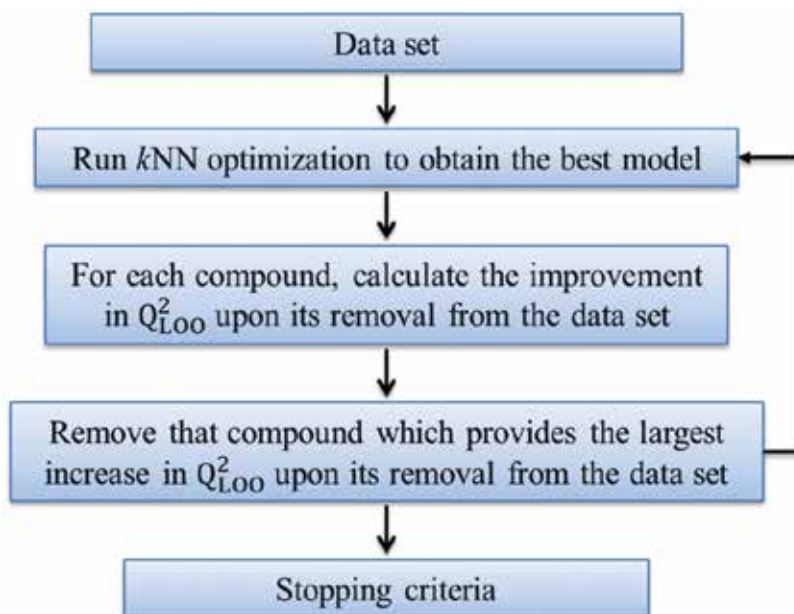 Data set
Run kNN optimization to obtain the best model
For each compound, calculate the improvement
in Q²LOO upon its removal from the data set
Remove that compound which provides the largest
increase in Q²LOO upon its removal from the data set
Stopping criteria